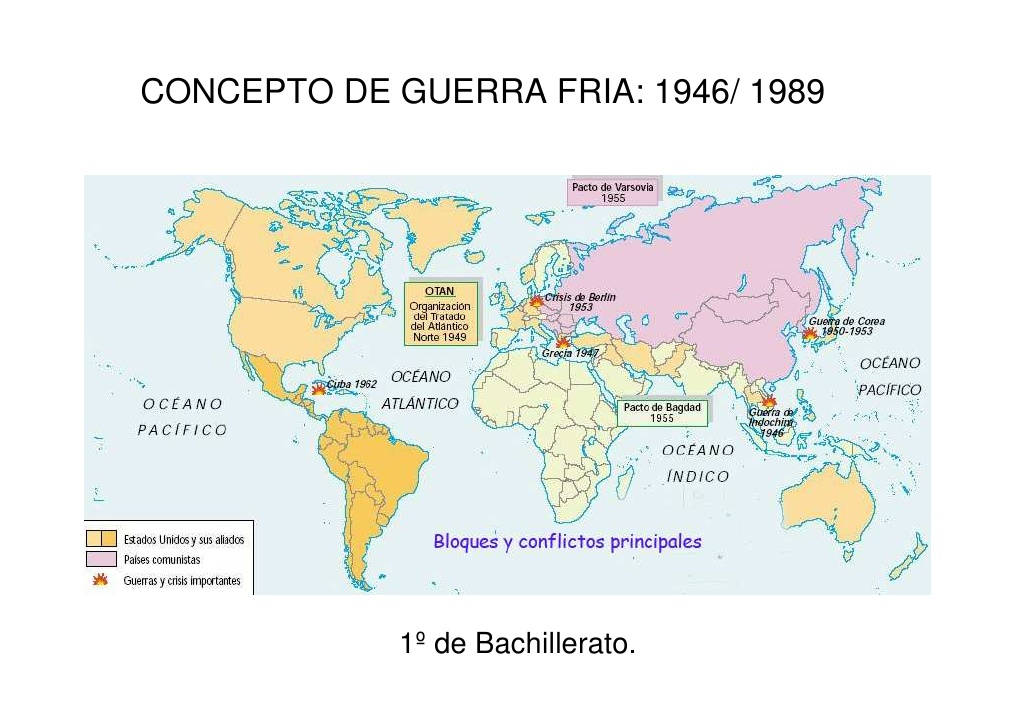 CONCEPTO DE GUERRA FRIA: 1946/ 1989
Pacto de Varsovia
1955
OTAN
Organización
del Tratado
del Atlántico
Norte 1949
Crisis de Berlín
1953
Guerra de Corea
1950-1953
Grecia 1947
Cuba 1962
OCÉANO
ATLÁNTICO
OCÉANO
PACÍFICO
OCÉANO
PACÍFICO
Pacto de Bagdad
1955
Guerra de
Indochina
1946
OCÉANO
ÍNDICO
Estados Unidos y sus aliados
Países comunistas
Guerras y crisis importantes
Bloques y conflictos principales
1º de Bachillerato.